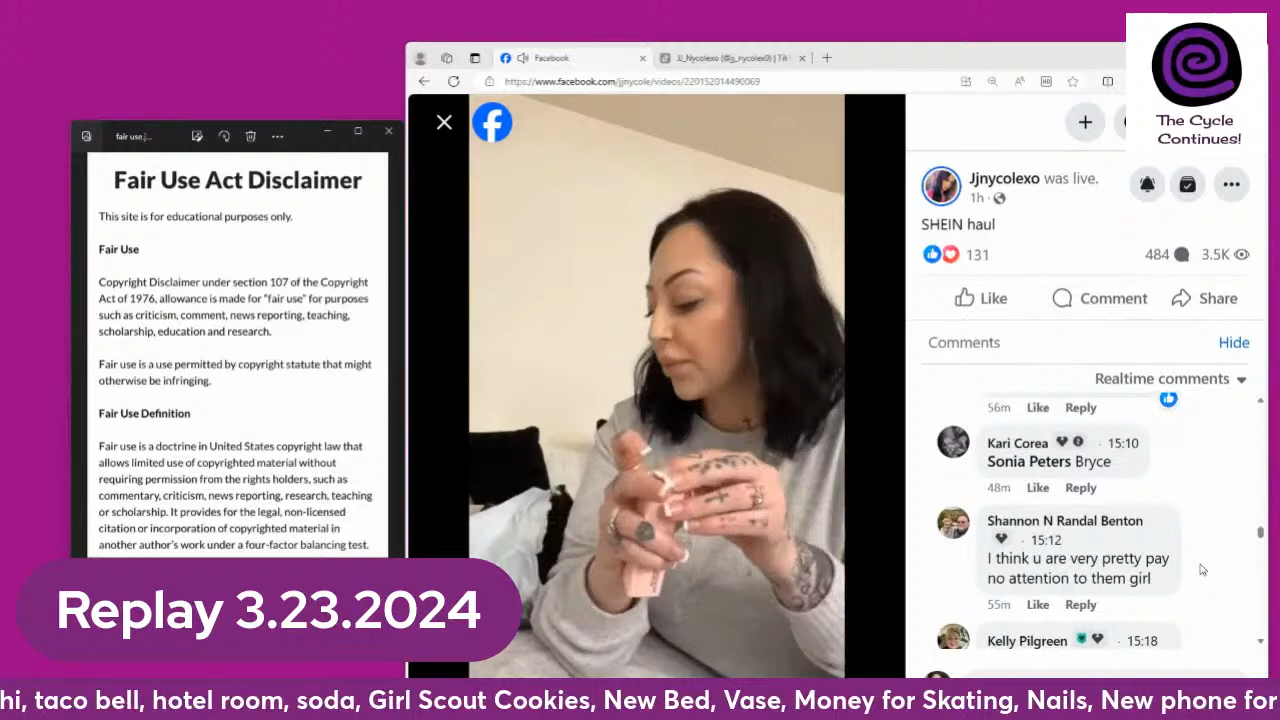 Facebook
JJ_Nycolexo (@jj_nycolex0) | Tik
https://www.facebook.com/jjnycole/videos/220152014490069
The Cycle
Continues!
fair use.j...
Fair Use Act Disclaimer
This site is for educational purposes only.
Fair Use
Copyright Disclaimer under section 107 of the Copyright
Act of 1976, allowance is made for "fair use" for purposes
such as criticism, comment, news reporting, teaching,
scholarship, education and research.
Fair use is a use permitted by copyright statute that might
otherwise be infringing.
Fair Use Definition
Fair use is a doctrine in United States copyright law that
allows limited use of copyrighted material without
requiring permission from the rights holders, such as
commentary, criticism, news reporting, research, teaching
or scholarship. It provides for the legal, non-licensed
citation or incorporation of copyrighted material in
another author's work under a four-factor balancing test.
Jjnycolexo was live.
1h
SHEIN haul
131
484
3.5K
Like
Comment
Share
Comments
Hide
Realtime comments
56m Like Reply
Kari Corea · 15:10
Sonia Peters Bryce
48m Like Reply
Shannon N Randal Benton
· 15:12
I think u are very pretty pay
no attention to them girl
55m Like Reply
Kelly Pilgreen · 15:18
Replay 3.23.2024
hi, taco bell, hotel room, soda, Girl Scout Cookies, New Bed, Vase, Money for Skating, Nails, New phone for